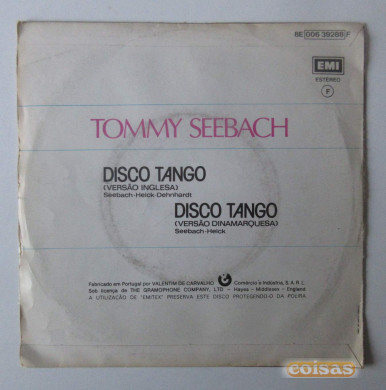 8E 006 39288 F
EMI
ESTÉREO
F
TOMMY SEEBACH
DISCO TANGO
(VERSÃO INGLESA)
Seebach-Heick-Dehnhardt
DISCO TANGO
(VERSÃO DINAMARQUESA)
Seebach-Heick
Fabricado em Portugal por VALENTIM DE CARVALHO Comércio e Indústria, S.A.R.L.
Sob licença de THE GRAMOPHONE COMPANY, LTD - Hayes - Middlesex - England
A UTILIZAÇÃO DE "EMITEX" PRESERVA ESTE DISCO PROTEGENDO-O DA POEIRA
coisas